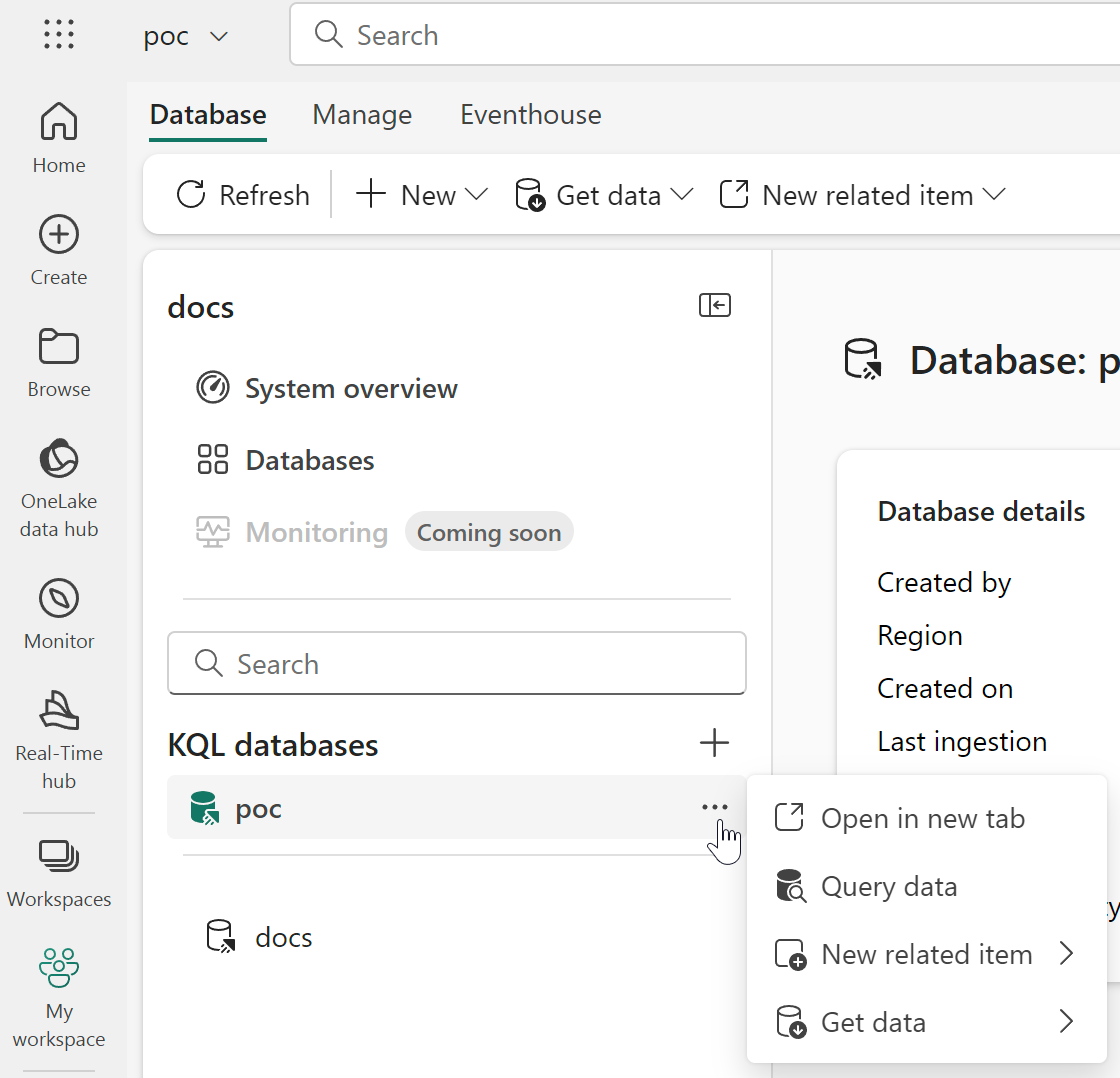 poc
Search
Home
Create
Browse
OneLake
data hub
Monitor
Real-Time
hub
Workspaces
My
workspace
Database Manage Eventhouse
Refresh New Get data New related item
docs
System overview
Databases
Monitoring Coming soon
Search
KQL databases
poc
docs
Database: p
Database details
Created by
Region
Created on
Last ingestion
Open in new tab
Query data
New related item
Get data